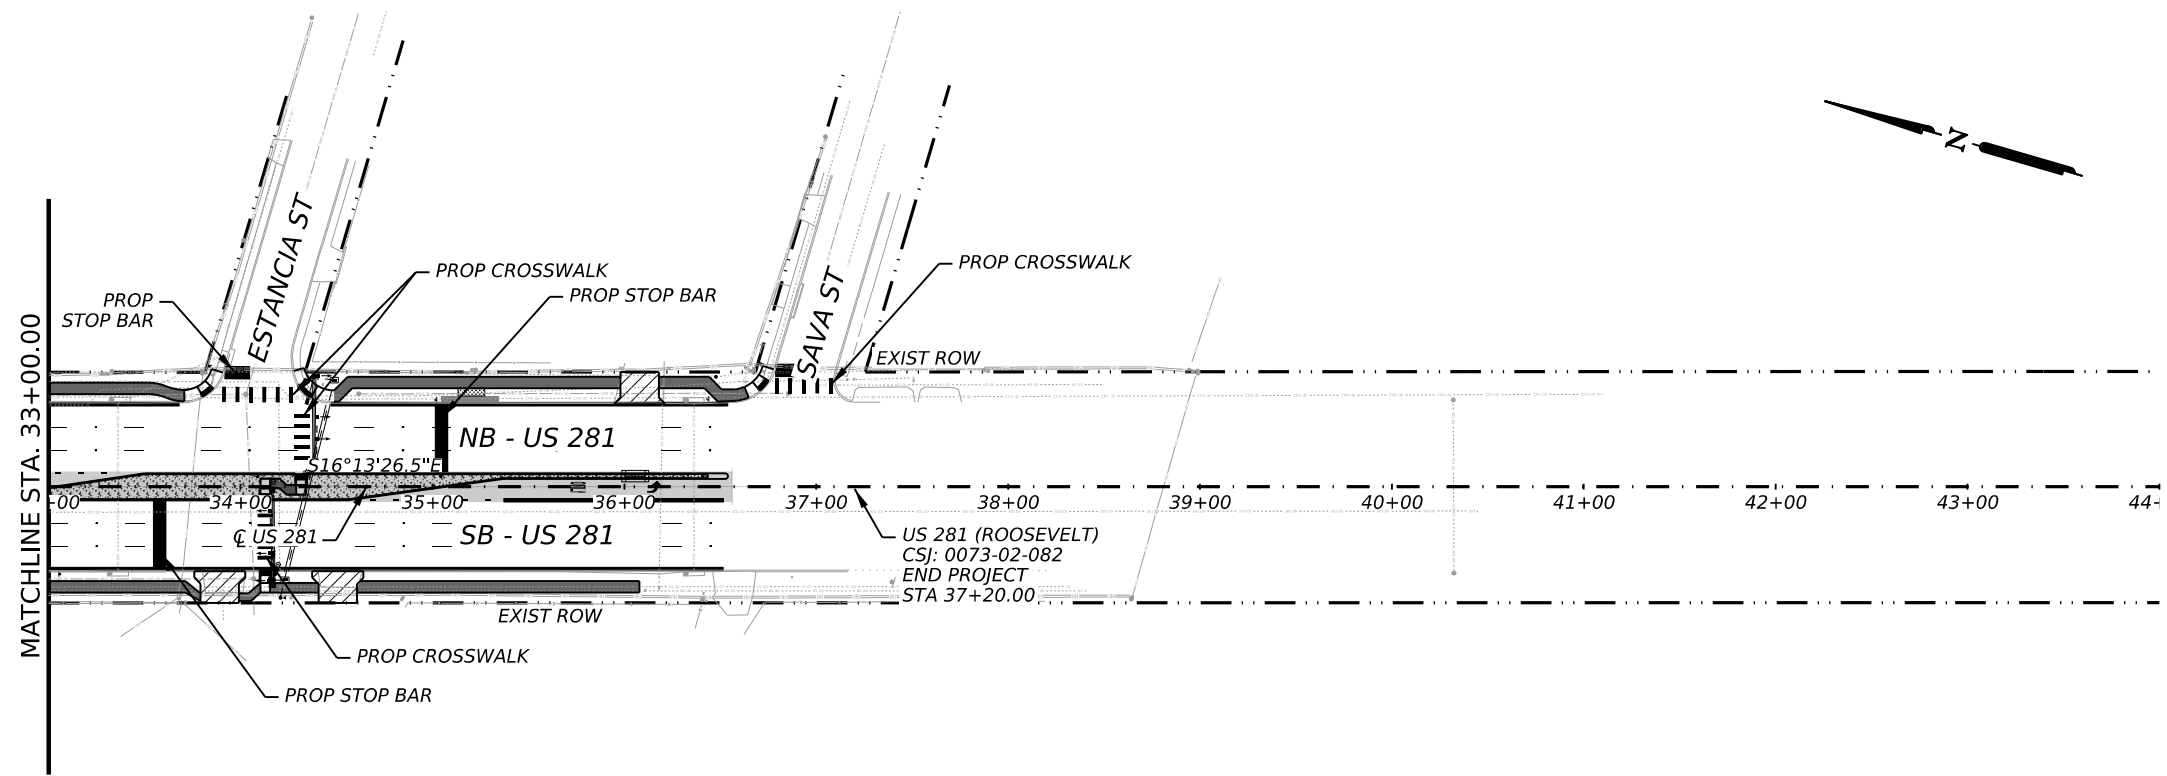 N
ESTANCIA ST
SAVA ST
PROP CROSSWALK
PROP CROSSWALK
PROP STOP BAR
PROP
STOP BAR
EXIST ROW
MATCHLINE STA. 33+00.00
NB - US 281
S16°13'26.5"E
+00
34+00
35+00
36+00
37+00
38+00
39+00
40+00
41+00
42+00
43+00
44+
℄ US 281
SB - US 281
US 281 (ROOSEVELT)
CSJ: 0073-02-082
END PROJECT
STA 37+20.00
EXIST ROW
PROP CROSSWALK
PROP STOP BAR